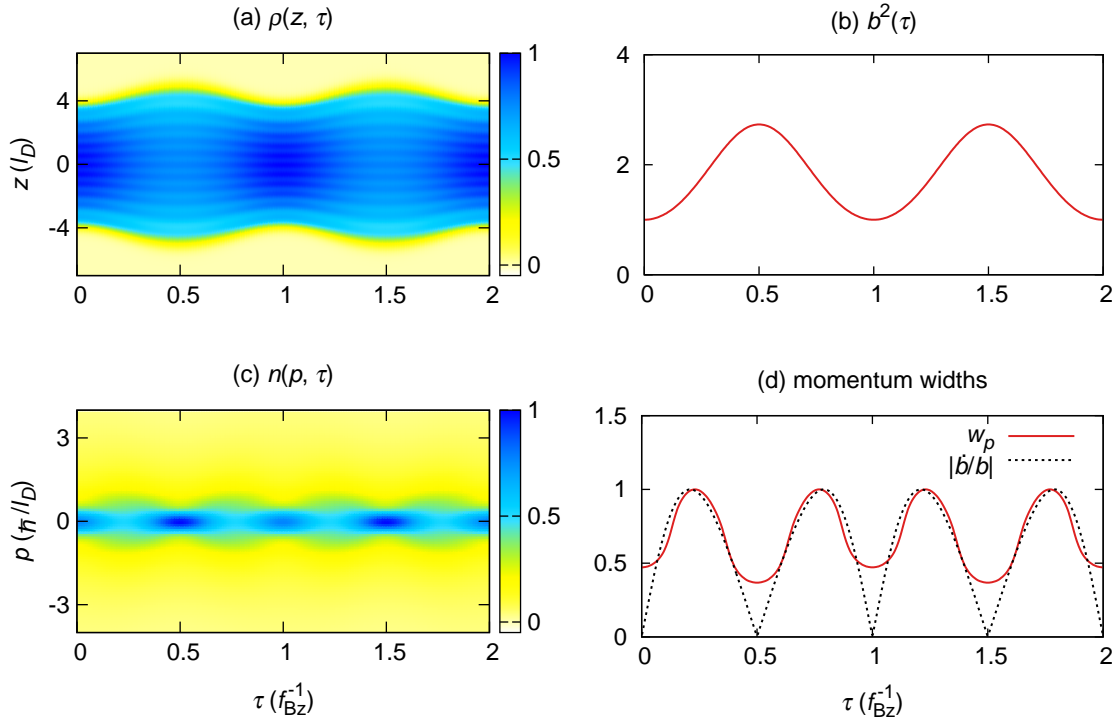 (a) ρ(z, τ)
z (l_D)
4
0
-4
0 0.5 1 1.5 2
1
0.5
0
(b) b²(τ)
4
2
0
0 0.5 1 1.5 2
(c) n(p, τ)
p (ℏ/l_D)
3
0
-3
0 0.5 1 1.5 2
τ (f_Bz^-1)
1
0.5
0
(d) momentum widths
1.5
1
0.5
0
w_p
|ḃ/b|
0 0.5 1 1.5 2
τ (f_Bz^-1)